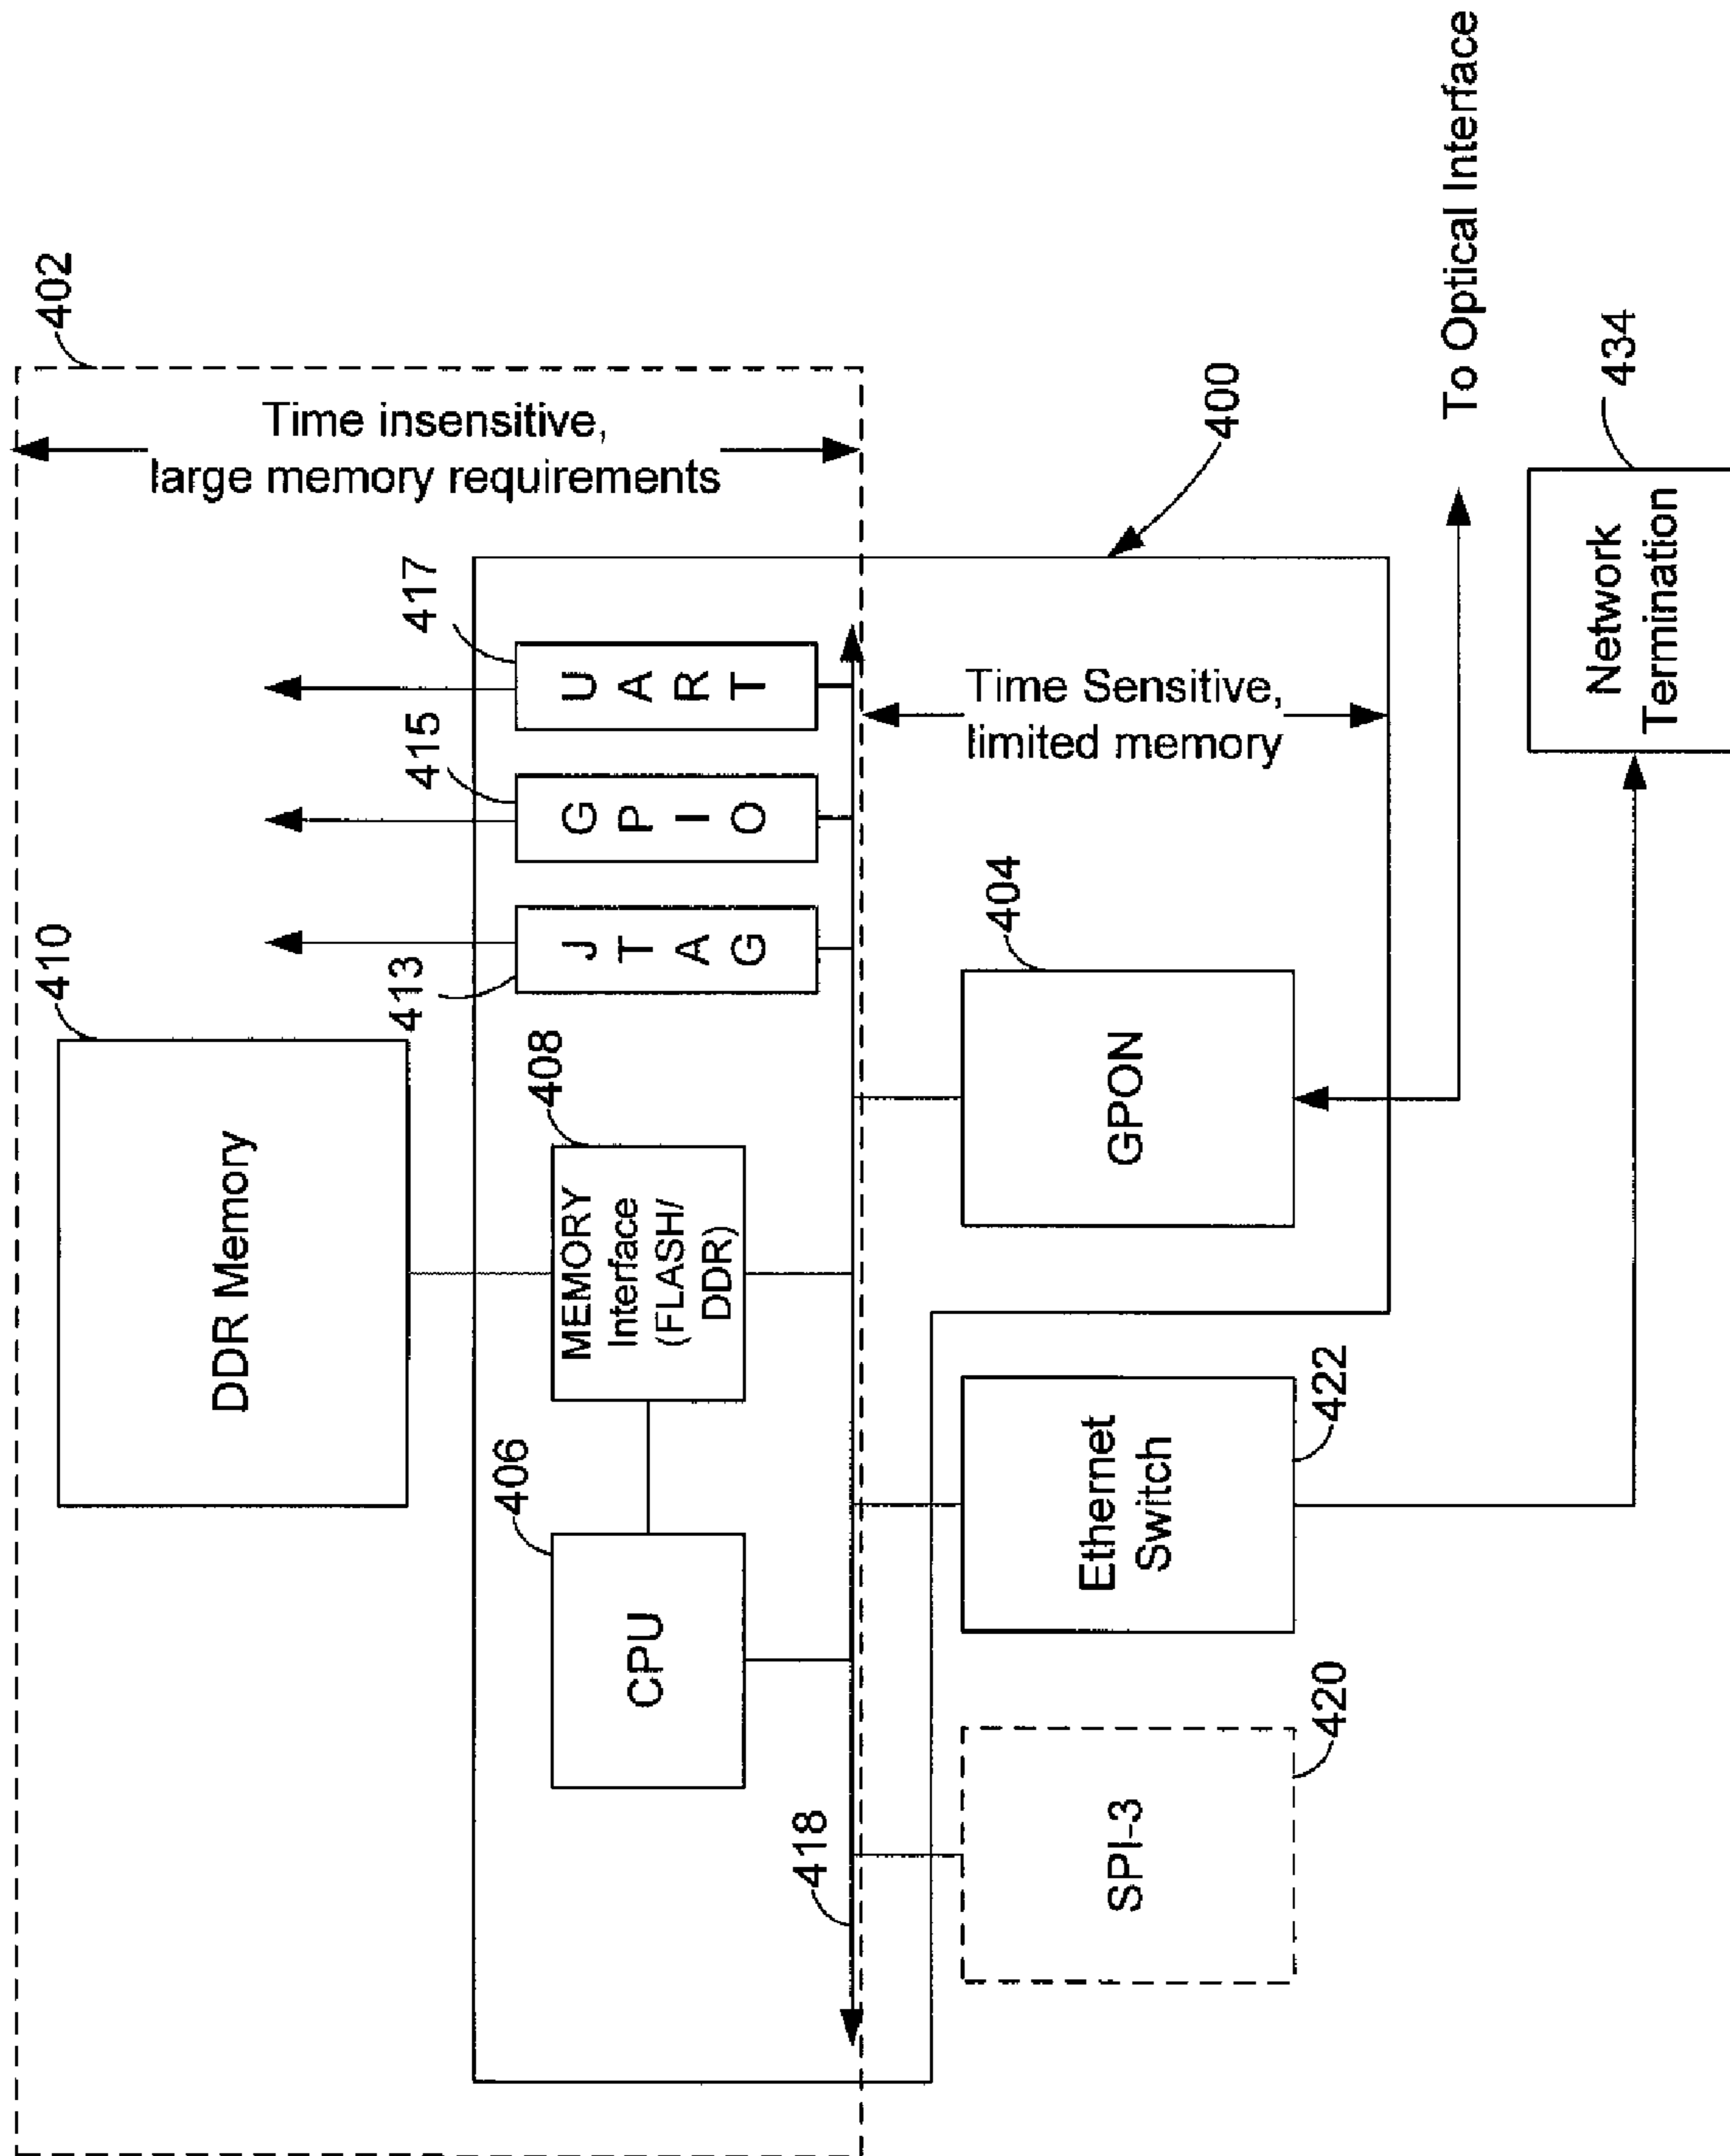 402
Time insensitive,
large memory requirements
410
DDR Memory
413
415
417
J
T
A
G
G
P
I
O
U
A
R
T
406
CPU
408
MEMORY
Interface
(FLASH/
DDR)
418
400
Time Sensitive,
limited memory
404
GPON
SPI-3
420
Ethernet
Switch
422
To Optical Interface
Network
Termination
434